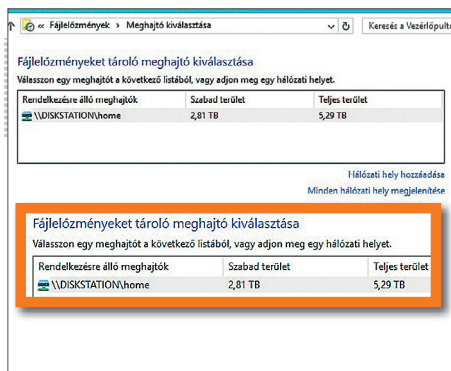 « Fájlelőzmények › Meghajtó kiválasztása
Keresés a Vezérlőpult
Fájlelőzményeket tároló meghajtó kiválasztása
Válasszon egy meghajtót a következő listából, vagy adjon meg egy hálózati helyet.
Rendelkezésre álló meghajtók Szabad terület Teljes terület
\\DISKSTATION\home 2,81 TB 5,29 TB
Hálózati hely hozzáadása
Minden hálózati hely megjelenítése
Fájlelőzményeket tároló meghajtó kiválasztása
Válasszon egy meghajtót a következő listából, vagy adjon meg egy hálózati helyet.
Rendelkezésre álló meghajtók Szabad terület Teljes terület
\\DISKSTATION\home 2,81 TB 5,29 TB